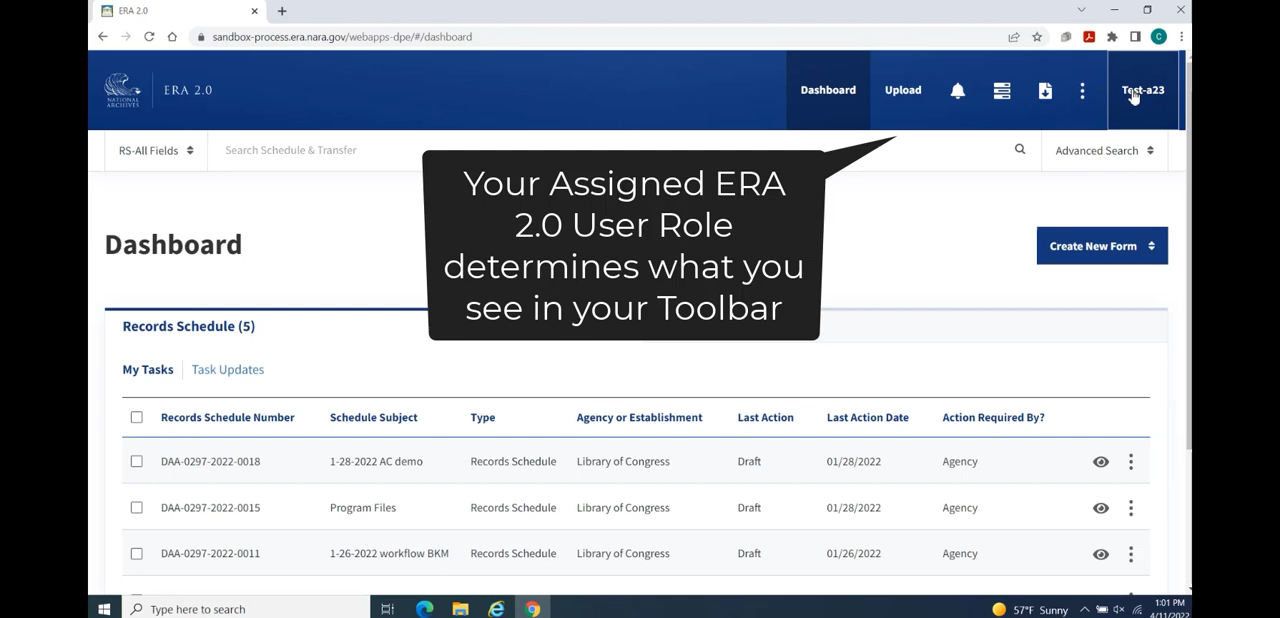 ERA 2.0
sandbox-process.era.nara.gov/webapps-dpe/#/dashboard
C
NATIONAL
ARCHIVES
ERA 2.0
Dashboard
Upload
Test-a23
RS-All Fields
Search Schedule & Transfer
Advanced Search
Your Assigned ERA
2.0 User Role
determines what you
see in your Toolbar
Dashboard
Create New Form
Records Schedule (5)
My Tasks
Task Updates
Records Schedule Number Schedule Subject Type Agency or Establishment Last Action Last Action Date Action Required By?
DAA-0297-2022-0018 1-28-2022 AC demo Records Schedule Library of Congress Draft 01/28/2022 Agency
DAA-0297-2022-0015 Program Files Records Schedule Library of Congress Draft 01/28/2022 Agency
DAA-0297-2022-0011 1-26-2022 workflow BKM Records Schedule Library of Congress Draft 01/26/2022 Agency
Type here to search
57°F Sunny
1:01 PM
4/11/2022